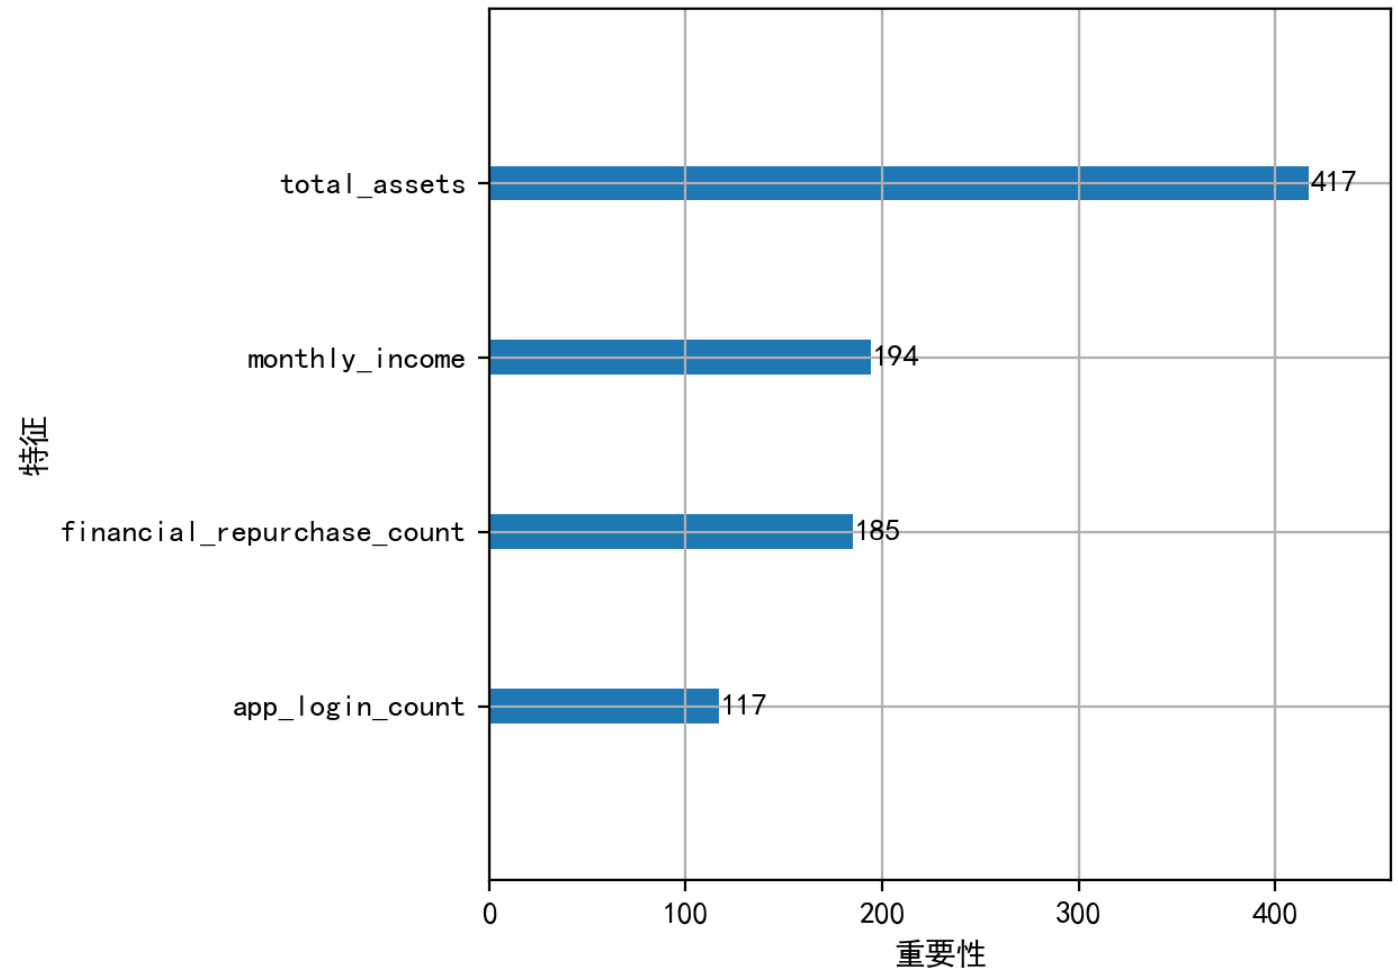 特征
total_assets
417
monthly_income
194
financial_repurchase_count
185
app_login_count
117
0 100 200 300 400
重要性